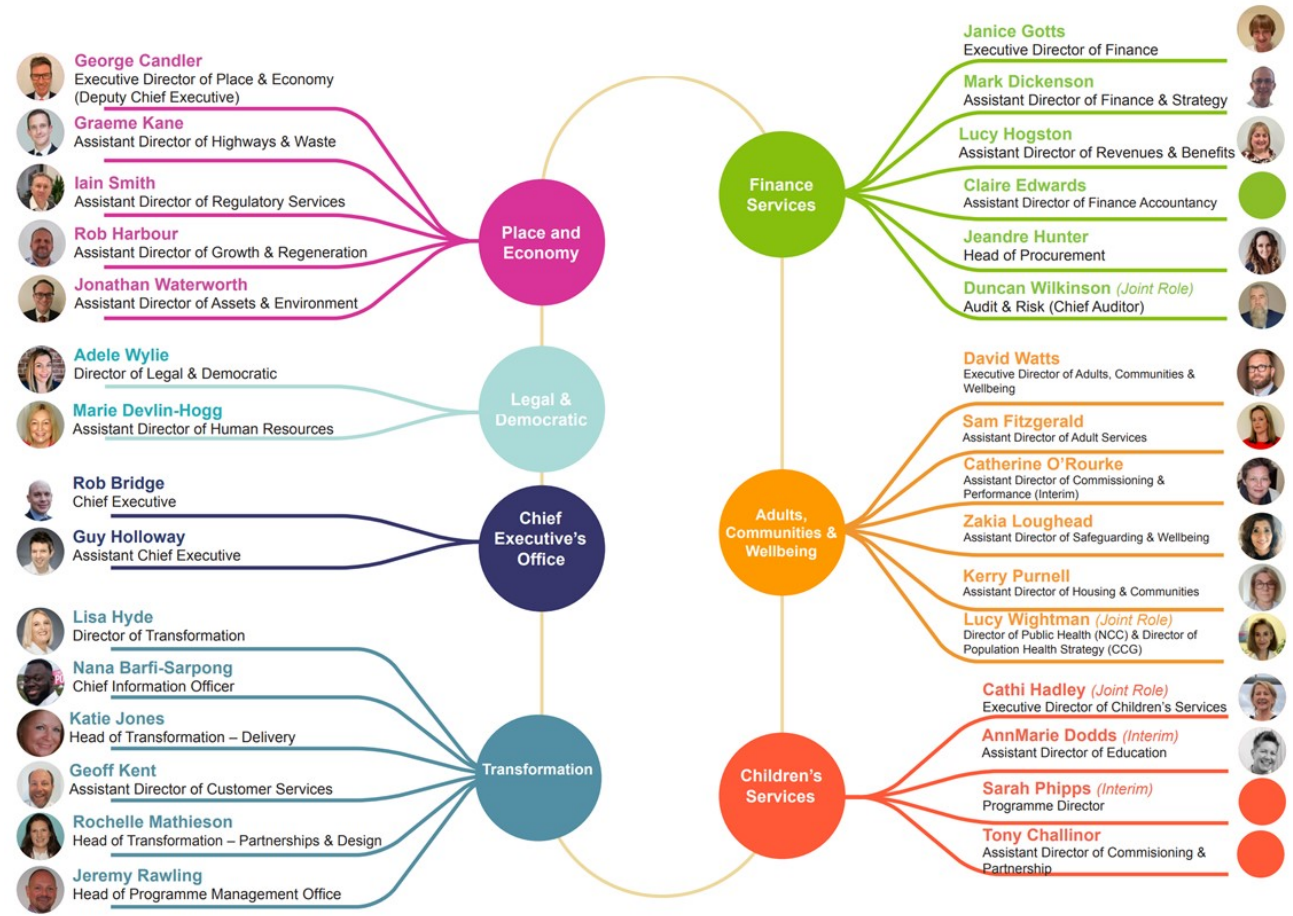 George Candler
Executive Director of Place & Economy
(Deputy Chief Executive)
Graeme Kane
Assistant Director of Highways & Waste
Iain Smith
Assistant Director of Regulatory Services
Rob Harbour
Assistant Director of Growth & Regeneration
Jonathan Waterworth
Assistant Director of Assets & Environment
Place and
Economy
Adele Wylie
Director of Legal & Democratic
Marie Devlin-Hogg
Assistant Director of Human Resources
Legal &
Democratic
Rob Bridge
Chief Executive
Guy Holloway
Assistant Chief Executive
Chief
Executive's
Office
Lisa Hyde
Director of Transformation
Nana Barfi-Sarpong
Chief Information Officer
Katie Jones
Head of Transformation – Delivery
Geoff Kent
Assistant Director of Customer Services
Rochelle Mathieson
Head of Transformation – Partnerships & Design
Jeremy Rawling
Head of Programme Management Office
Transformation
Finance
Services
Janice Gotts
Executive Director of Finance
Mark Dickenson
Assistant Director of Finance & Strategy
Lucy Hogston
Assistant Director of Revenues & Benefits
Claire Edwards
Assistant Director of Finance Accountancy
Jeandre Hunter
Head of Procurement
Duncan Wilkinson (Joint Role)
Audit & Risk (Chief Auditor)
Adults,
Communities &
Wellbeing
David Watts
Executive Director of Adults, Communities &
Wellbeing
Sam Fitzgerald
Assistant Director of Adult Services
Catherine O'Rourke
Assistant Director of Commissioning &
Performance (Interim)
Zakia Loughead
Assistant Director of Safeguarding & Wellbeing
Kerry Purnell
Assistant Director of Housing & Communities
Lucy Wightman (Joint Role)
Director of Public Health (NCC) & Director of
Population Health Strategy (CCG)
Children's
Services
Cathi Hadley (Joint Role)
Executive Director of Children's Services
AnnMarie Dodds (Interim)
Assistant Director of Education
Sarah Phipps (Interim)
Programme Director
Tony Challinor
Assistant Director of Commisioning &
Partnership